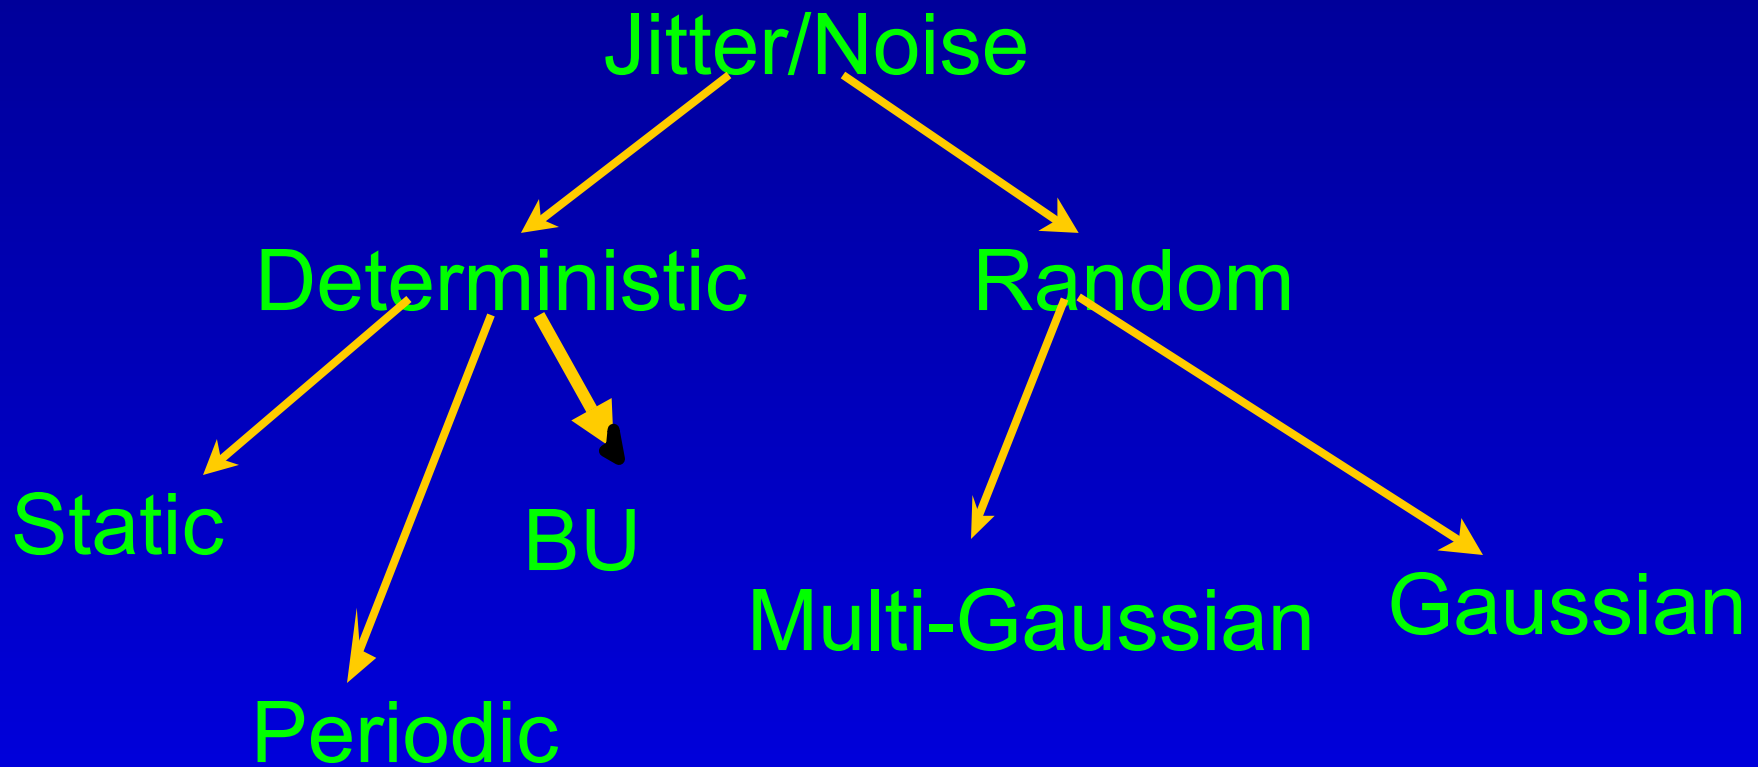 Jitter/Noise
Deterministic
Random
Static
BU
Multi-Gaussian
Gaussian
Periodic